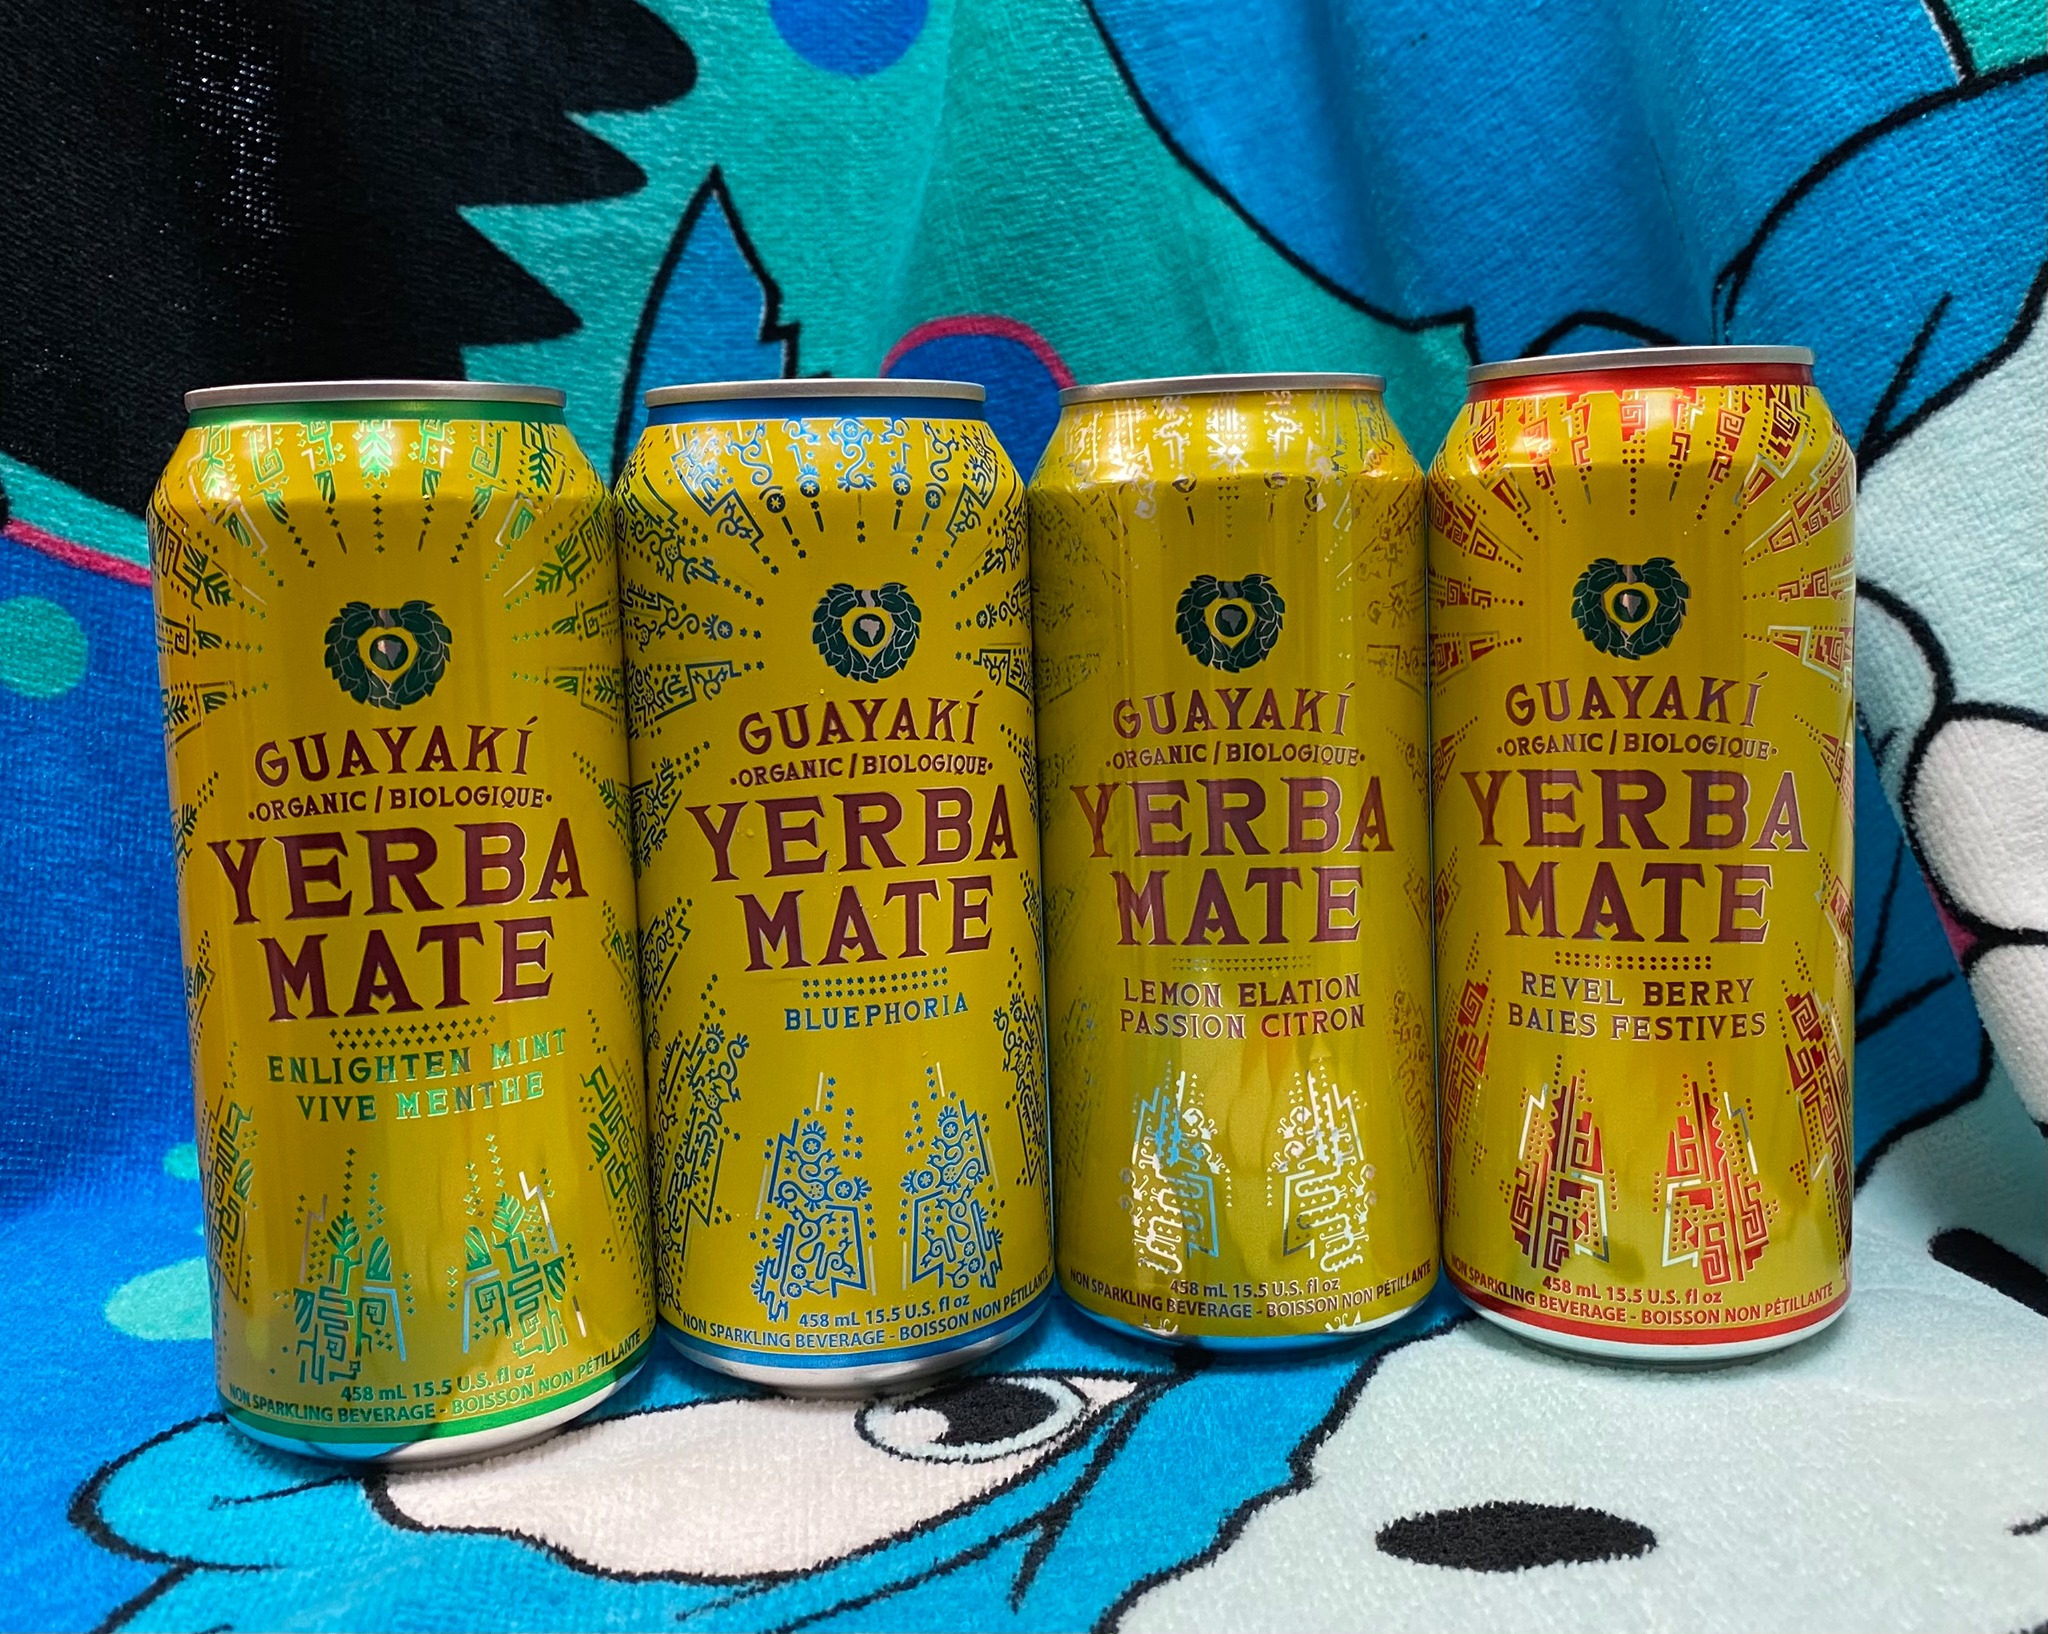 GUAYAKÍ
•ORGANIC / BIOLOGIQUE•
YERBA
MATE
ENLIGHTEN MINT
VIVE MENTHE
458 mL 15.5 U.S. fl oz
NON SPARKLING BEVERAGE - BOISSON NON PÉTILLANTE
GUAYAKÍ
•ORGANIC / BIOLOGIQUE•
YERBA
MATE
BLUEPHORIA
458 mL 15.5 U.S. fl oz
NON SPARKLING BEVERAGE - BOISSON NON PÉTILLANTE
GUAYAKÍ
•ORGANIC / BIOLOGIQUE•
YERBA
MATE
LEMON ELATION
PASSION CITRON
458 mL 15.5 U.S. fl oz
NON SPARKLING BEVERAGE - BOISSON NON PÉTILLANTE
GUAYAKÍ
•ORGANIC / BIOLOGIQUE•
YERBA
MATE
REVEL BERRY
BAIES FESTIVES
458 mL 15.5 U.S. fl oz
NON SPARKLING BEVERAGE - BOISSON NON PÉTILLANTE